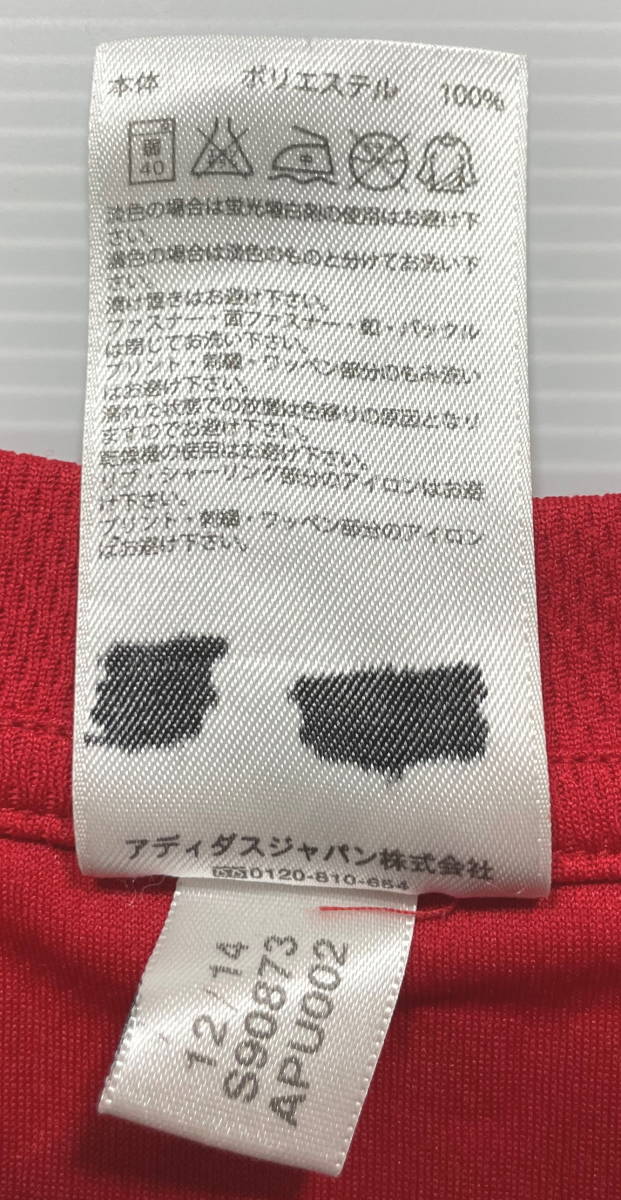 本体 ポリエステル 100%
弱
40
中
淡色の場合は蛍光増白剤の使用はお避け下
さい。
濃色の場合は淡色のものと分けてお洗い下
さい。
漬け置きはお避け下さい。
ファスナー・面ファスナー・釦・バックル
は閉じてお洗い下さい。
プリント・刺繍・ワッペン部分のもみ洗い
はお避け下さい。
濡れた状態での放置は色移りの原因となり
ますのでお避け下さい。
乾燥機の使用はお避け下さい。
リブ・シャーリング部分のアイロンはお避
け下さい。
プリント・刺繍・ワッペン部分のアイロン
はお避け下さい。
アディダスジャパン株式会社
0120-810-654
12/14
S90873
APU002